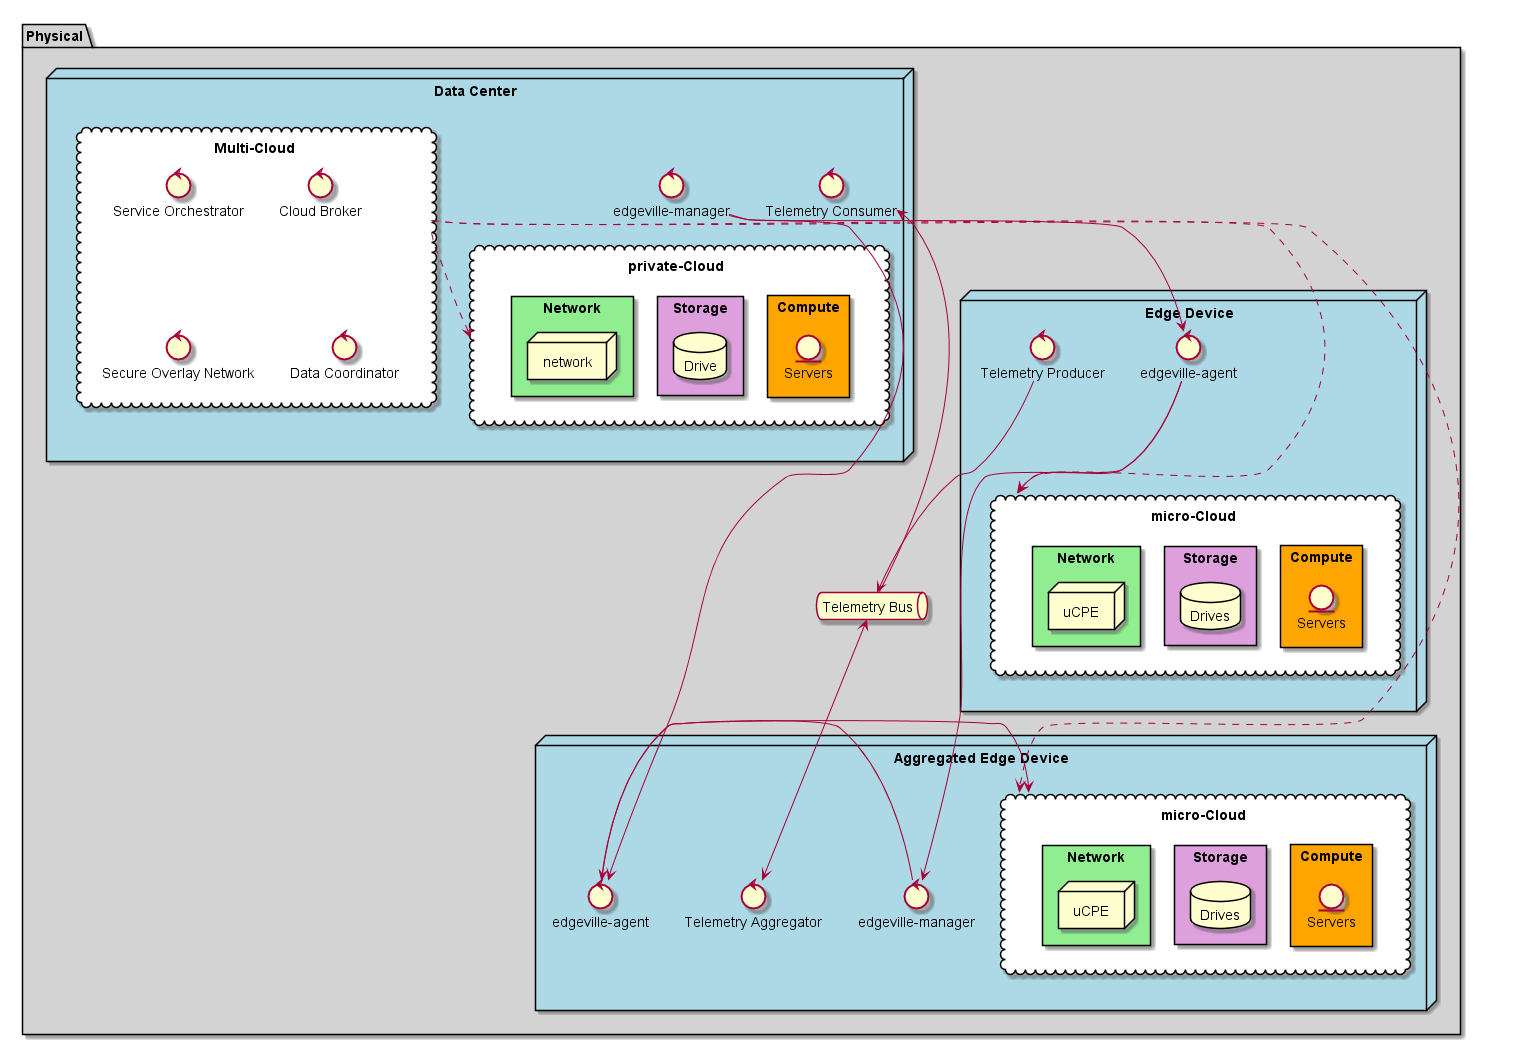 Physical
Data Center
Multi-Cloud
Service Orchestrator
Cloud Broker
edgeville-manager
Telemetry Consumer
Secure Overlay Network
Data Coordinator
private-Cloud
Network
network
Storage
Drive
Compute
Servers
Edge Device
Telemetry Producer
edgeville-agent
micro-Cloud
Network
uCPE
Storage
Drives
Compute
Servers
Telemetry Bus
Aggregated Edge Device
edgeville-agent
Telemetry Aggregator
edgeville-manager
micro-Cloud
Network
uCPE
Storage
Drives
Compute
Servers